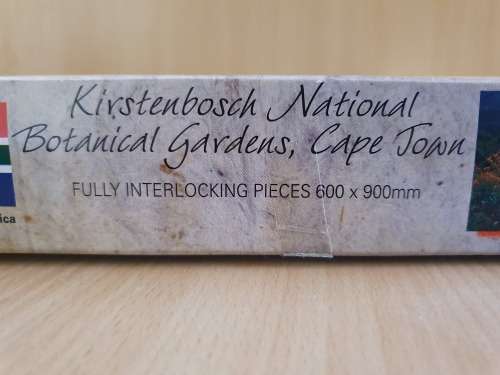 Kirstenbosch National
Botanical Gardens, Cape Town
FULLY INTERLOCKING PIECES 600 x 900mm